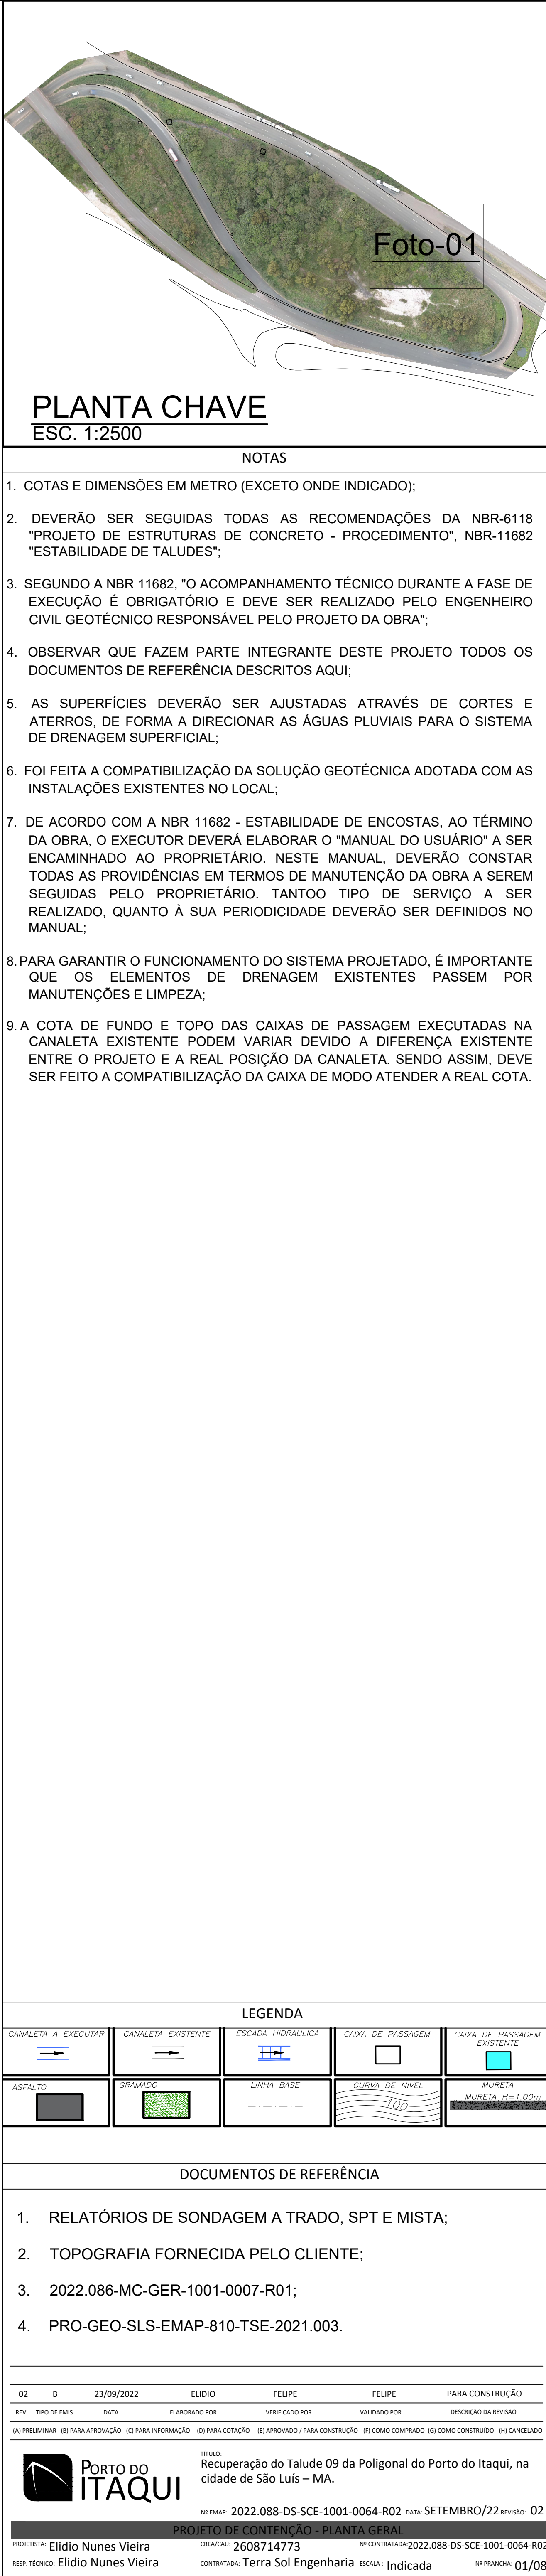 Foto-01
PLANTA CHAVE
ESC. 1:2500
NOTAS
1. COTAS E DIMENSÕES EM METRO (EXCETO ONDE INDICADO);
2. DEVERÃO SER SEGUIDAS TODAS AS RECOMENDAÇÕES DA NBR-6118
"PROJETO DE ESTRUTURAS DE CONCRETO - PROCEDIMENTO", NBR-11682
"ESTABILIDADE DE TALUDES";
3. SEGUNDO A NBR 11682, "O ACOMPANHAMENTO TÉCNICO DURANTE A FASE DE
EXECUÇÃO É OBRIGATÓRIO E DEVE SER REALIZADO PELO ENGENHEIRO
CIVIL GEOTÉCNICO RESPONSÁVEL PELO PROJETO DA OBRA";
4. OBSERVAR QUE FAZEM PARTE INTEGRANTE DESTE PROJETO TODOS OS
DOCUMENTOS DE REFERÊNCIA DESCRITOS AQUI;
5. AS SUPERFÍCIES DEVERÃO SER AJUSTADAS ATRAVÉS DE CORTES E
ATERROS, DE FORMA A DIRECIONAR AS ÁGUAS PLUVIAIS PARA O SISTEMA
DE DRENAGEM SUPERFICIAL;
6. FOI FEITA A COMPATIBILIZAÇÃO DA SOLUÇÃO GEOTÉCNICA ADOTADA COM AS
INSTALAÇÕES EXISTENTES NO LOCAL;
7. DE ACORDO COM A NBR 11682 - ESTABILIDADE DE ENCOSTAS, AO TÉRMINO
DA OBRA, O EXECUTOR DEVERÁ ELABORAR O "MANUAL DO USUÁRIO" A SER
ENCAMINHADO AO PROPRIETÁRIO. NESTE MANUAL, DEVERÃO CONSTAR
TODAS AS PROVIDÊNCIAS EM TERMOS DE MANUTENÇÃO DA OBRA A SEREM
SEGUIDAS PELO PROPRIETÁRIO. TANTOO TIPO DE SERVIÇO A SER
REALIZADO, QUANTO À SUA PERIODICIDADE DEVERÃO SER DEFINIDOS NO
MANUAL;
8. PARA GARANTIR O FUNCIONAMENTO DO SISTEMA PROJETADO, É IMPORTANTE
QUE OS ELEMENTOS DE DRENAGEM EXISTENTES PASSEM POR
MANUTENÇÕES E LIMPEZA;
9. A COTA DE FUNDO E TOPO DAS CAIXAS DE PASSAGEM EXECUTADAS NA
CANALETA EXISTENTE PODEM VARIAR DEVIDO A DIFERENÇA EXISTENTE
ENTRE O PROJETO E A REAL POSIÇÃO DA CANALETA. SENDO ASSIM, DEVE
SER FEITO A COMPATIBILIZAÇÃO DA CAIXA DE MODO ATENDER A REAL COTA.
LEGENDA
CANALETA A EXECUTAR
CANALETA EXISTENTE
ESCADA HIDRAULICA
CAIXA DE PASSAGEM
CAIXA DE PASSAGEM
EXISTENTE
ASFALTO
GRAMADO
LINHA BASE
CURVA DE NIVEL
100
MURETA
MURETA H=1,00m
DOCUMENTOS DE REFERÊNCIA
1. RELATÓRIOS DE SONDAGEM A TRADO, SPT E MISTA;
2. TOPOGRAFIA FORNECIDA PELO CLIENTE;
3. 2022.086-MC-GER-1001-0007-R01;
4. PRO-GEO-SLS-EMAP-810-TSE-2021.003.
02 B 23/09/2022 ELIDIO FELIPE FELIPE PARA CONSTRUÇÃO
REV. TIPO DE EMIS. DATA ELABORADO POR VERIFICADO POR VALIDADO POR DESCRIÇÃO DA REVISÃO
(A) PRELIMINAR (B) PARA APROVAÇÃO (C) PARA INFORMAÇÃO (D) PARA COTAÇÃO (E) APROVADO / PARA CONSTRUÇÃO (F) COMO COMPRADO (G) COMO CONSTRUÍDO (H) CANCELADO
PORTO DO
ITAQUI
TÍTULO:
Recuperação do Talude 09 da Poligonal do Porto do Itaqui, na
cidade de São Luís – MA.
Nº EMAP: 2022.088-DS-SCE-1001-0064-R02 DATA: SETEMBRO/22 REVISÃO: 02
PROJETO DE CONTENÇÃO - PLANTA GERAL
PROJETISTA: Elidio Nunes Vieira CREA/CAU: 2608714773 Nº CONTRATADA: 2022.088-DS-SCE-1001-0064-R02
RESP. TÉCNICO: Elidio Nunes Vieira CONTRATADA: Terra Sol Engenharia ESCALA : Indicada Nº PRANCHA: 01/08